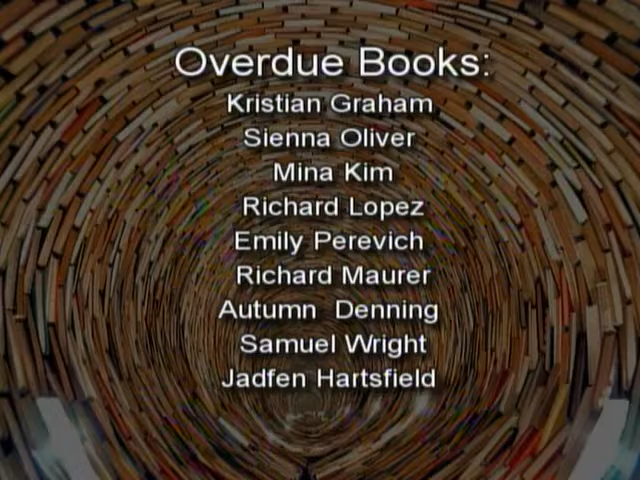 Overdue Books:
Kristian Graham
Sienna Oliver
Mina Kim
Richard Lopez
Emily Perevich
Richard Maurer
Autumn Denning
Samuel Wright
Jadfen Hartsfield